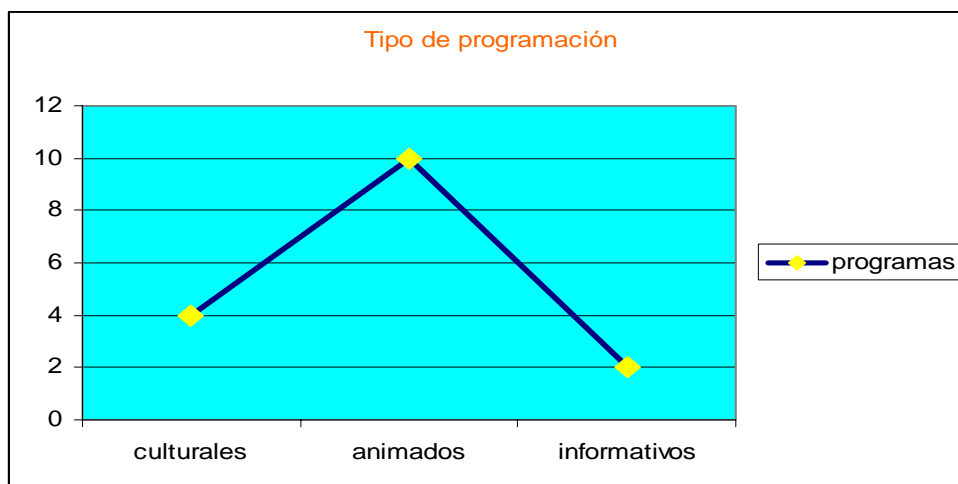 Tipo de programación
12
10
8
6
4
2
0
culturales animados informativos
programas